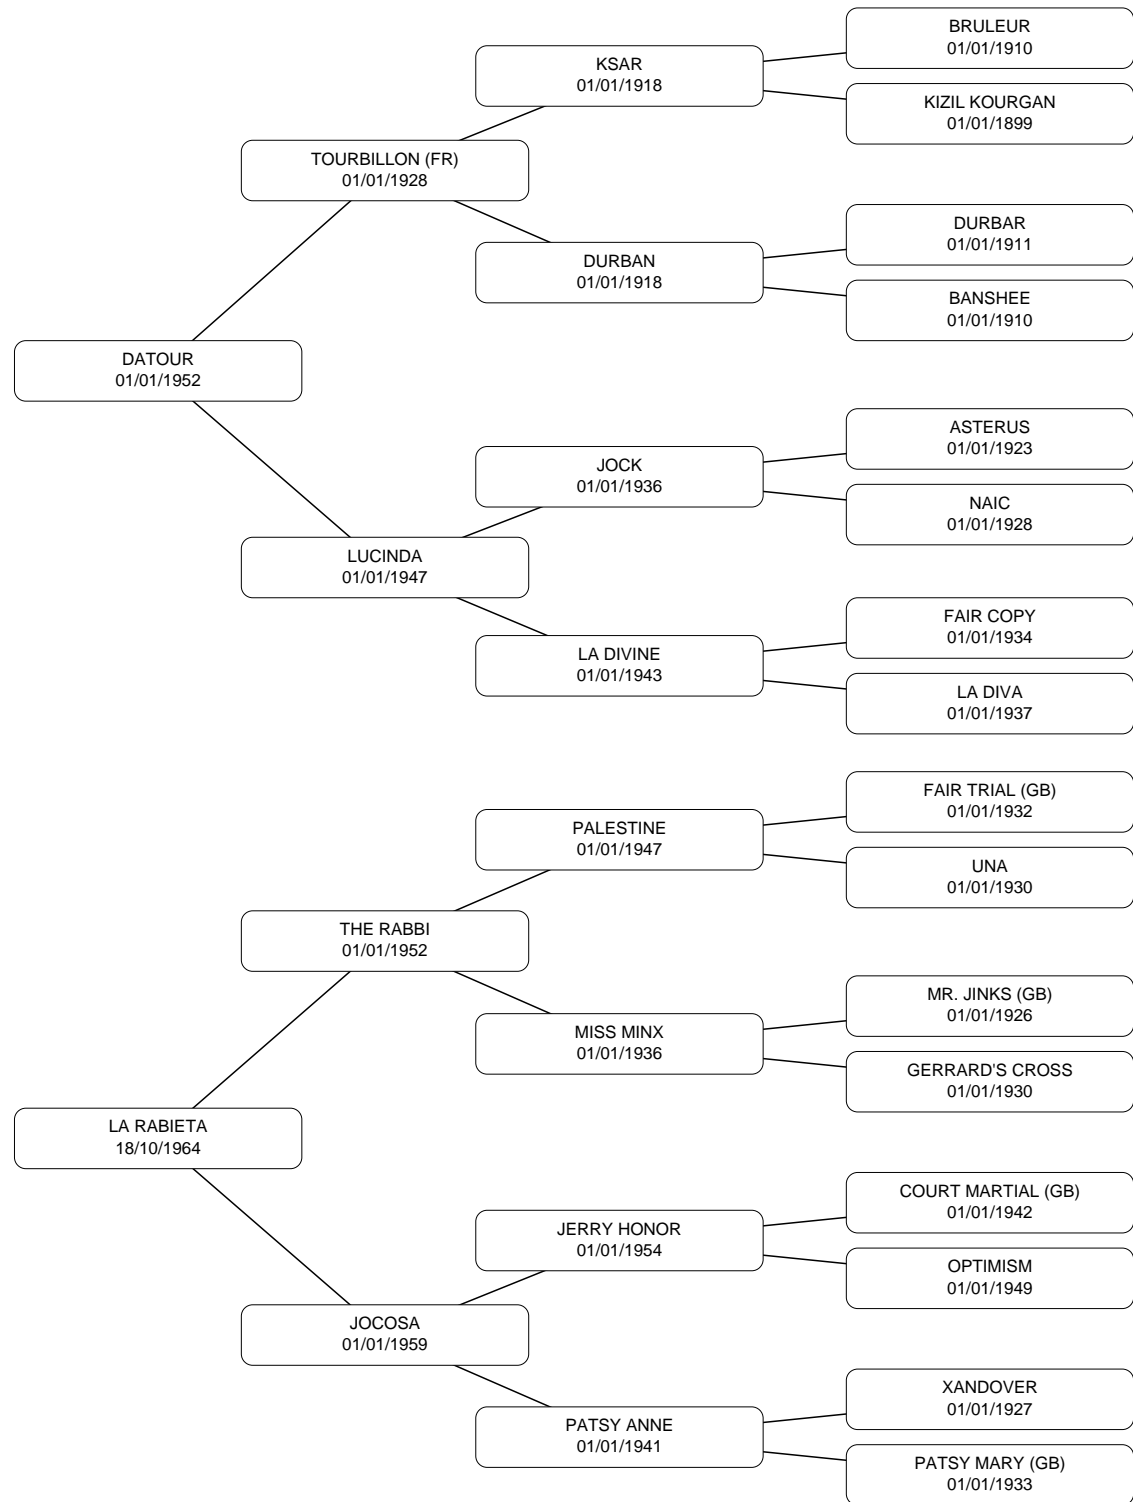 BRULEUR
01/01/1910
KSAR
01/01/1918
KIZIL KOURGAN
01/01/1899
TOURBILLON (FR)
01/01/1928
DURBAR
01/01/1911
DURBAN
01/01/1918
BANSHEE
01/01/1910
DATOUR
01/01/1952
ASTERUS
01/01/1923
JOCK
01/01/1936
NAIC
01/01/1928
LUCINDA
01/01/1947
FAIR COPY
01/01/1934
LA DIVINE
01/01/1943
LA DIVA
01/01/1937
FAIR TRIAL (GB)
01/01/1932
PALESTINE
01/01/1947
UNA
01/01/1930
THE RABBI
01/01/1952
MR. JINKS (GB)
01/01/1926
MISS MINX
01/01/1936
GERRARD'S CROSS
01/01/1930
LA RABIETA
18/10/1964
COURT MARTIAL (GB)
01/01/1942
JERRY HONOR
01/01/1954
OPTIMISM
01/01/1949
JOCOSA
01/01/1959
XANDOVER
01/01/1927
PATSY ANNE
01/01/1941
PATSY MARY (GB)
01/01/1933